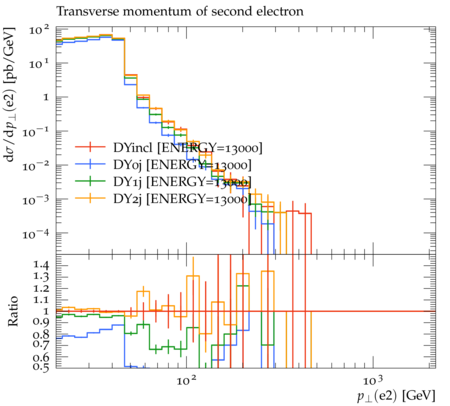 Transverse momentum of second electron
dσ/dp⊥(e2) [pb/GeV]
10²
10¹
1
10⁻¹
10⁻²
10⁻³
10⁻⁴
DYincl [ENERGY=13000]
DY0j [ENERGY=13000]
DY1j [ENERGY=13000]
DY2j [ENERGY=13000]
Ratio
1.4
1.3
1.2
1.1
1
0.9
0.8
0.7
0.6
0.5
10² 10³
p⊥(e2) [GeV]